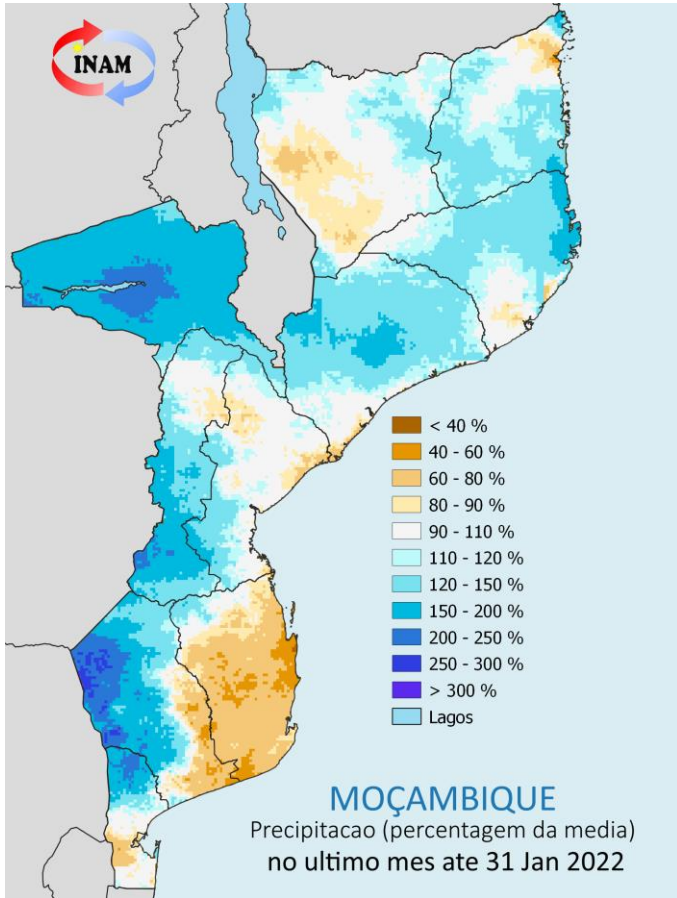 INAM
< 40 %
40 - 60 %
60 - 80 %
80 - 90 %
90 - 110 %
110 - 120 %
120 - 150 %
150 - 200 %
200 - 250 %
250 - 300 %
> 300 %
Lagos
MOÇAMBIQUE
Precipitacao (percentagem da media)
no ultimo mes ate 31 Jan 2022